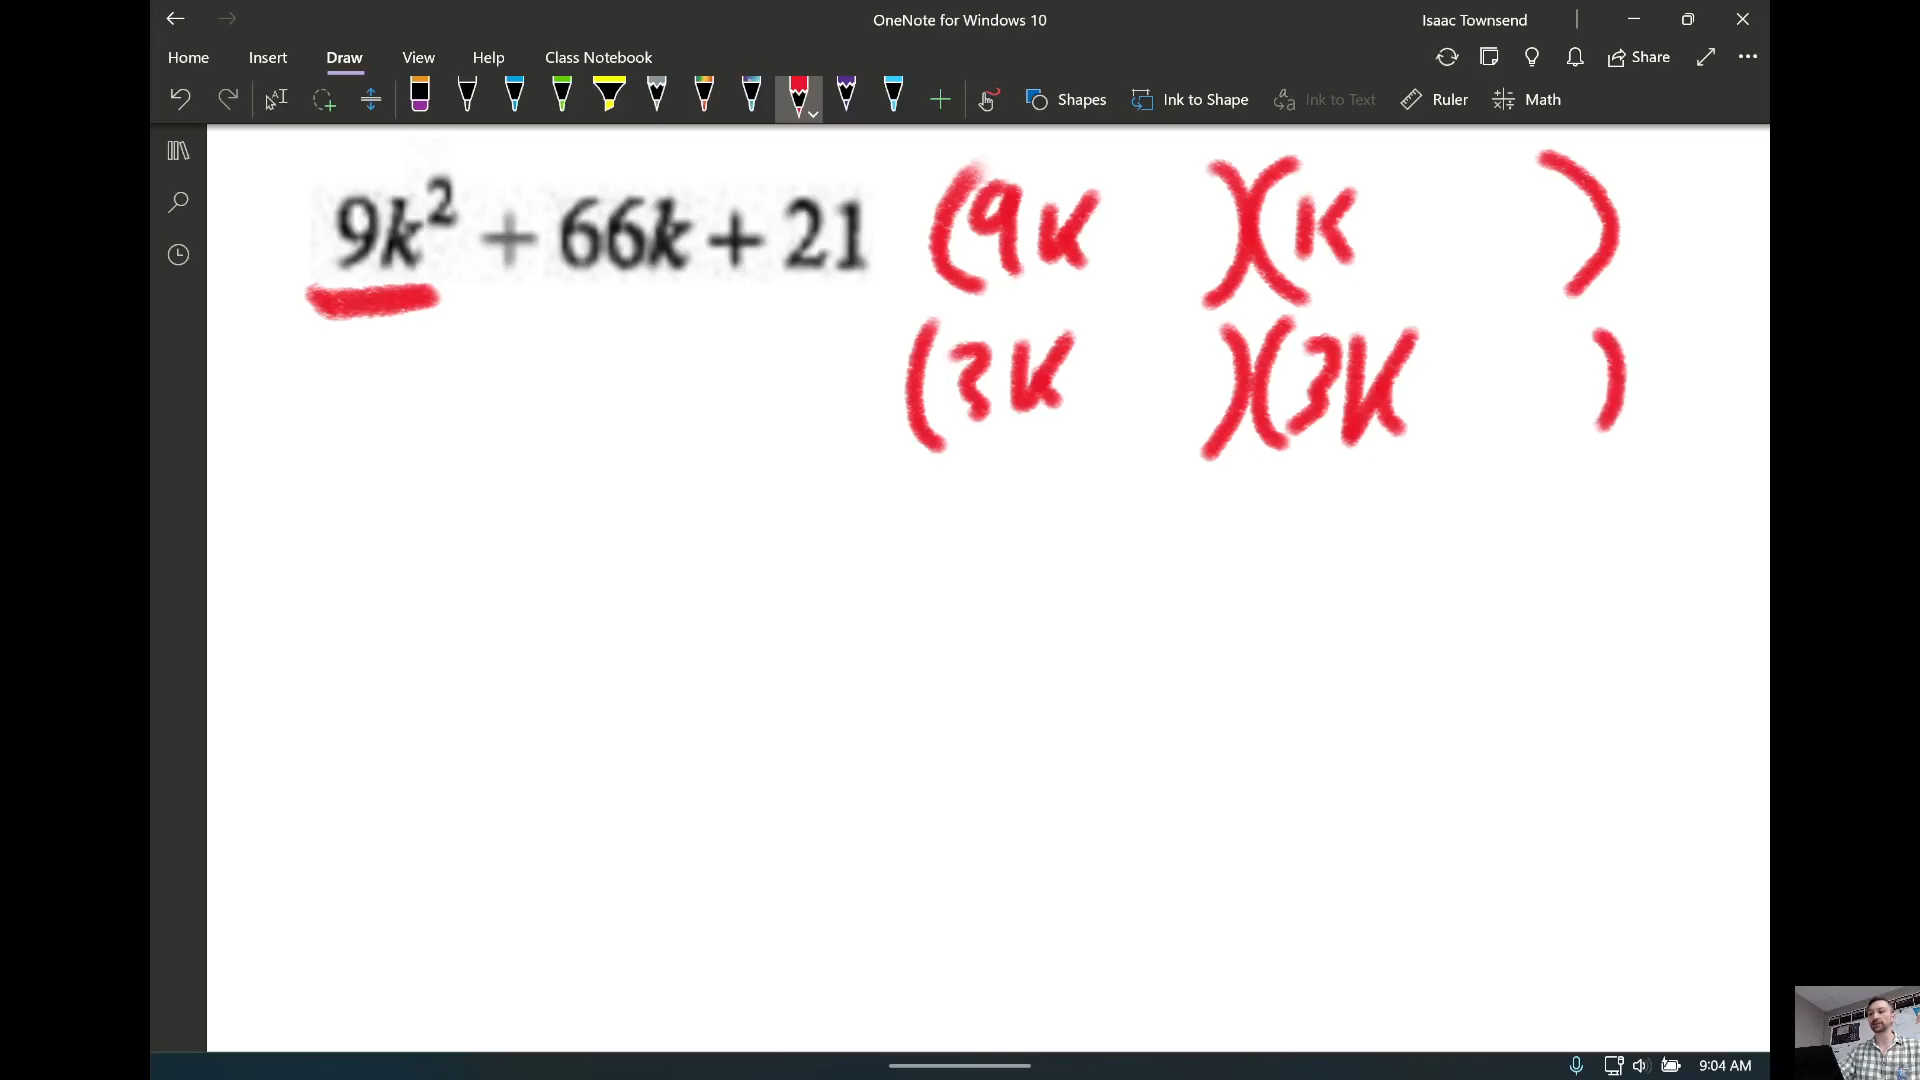 OneNote for Windows 10
Isaac Townsend
Home Insert Draw View Help Class Notebook
Share
Shapes Ink to Shape Ink to Text Ruler Math
9k² + 66k + 21 (9k )(k )
(3k )(3k )
9:04 AM